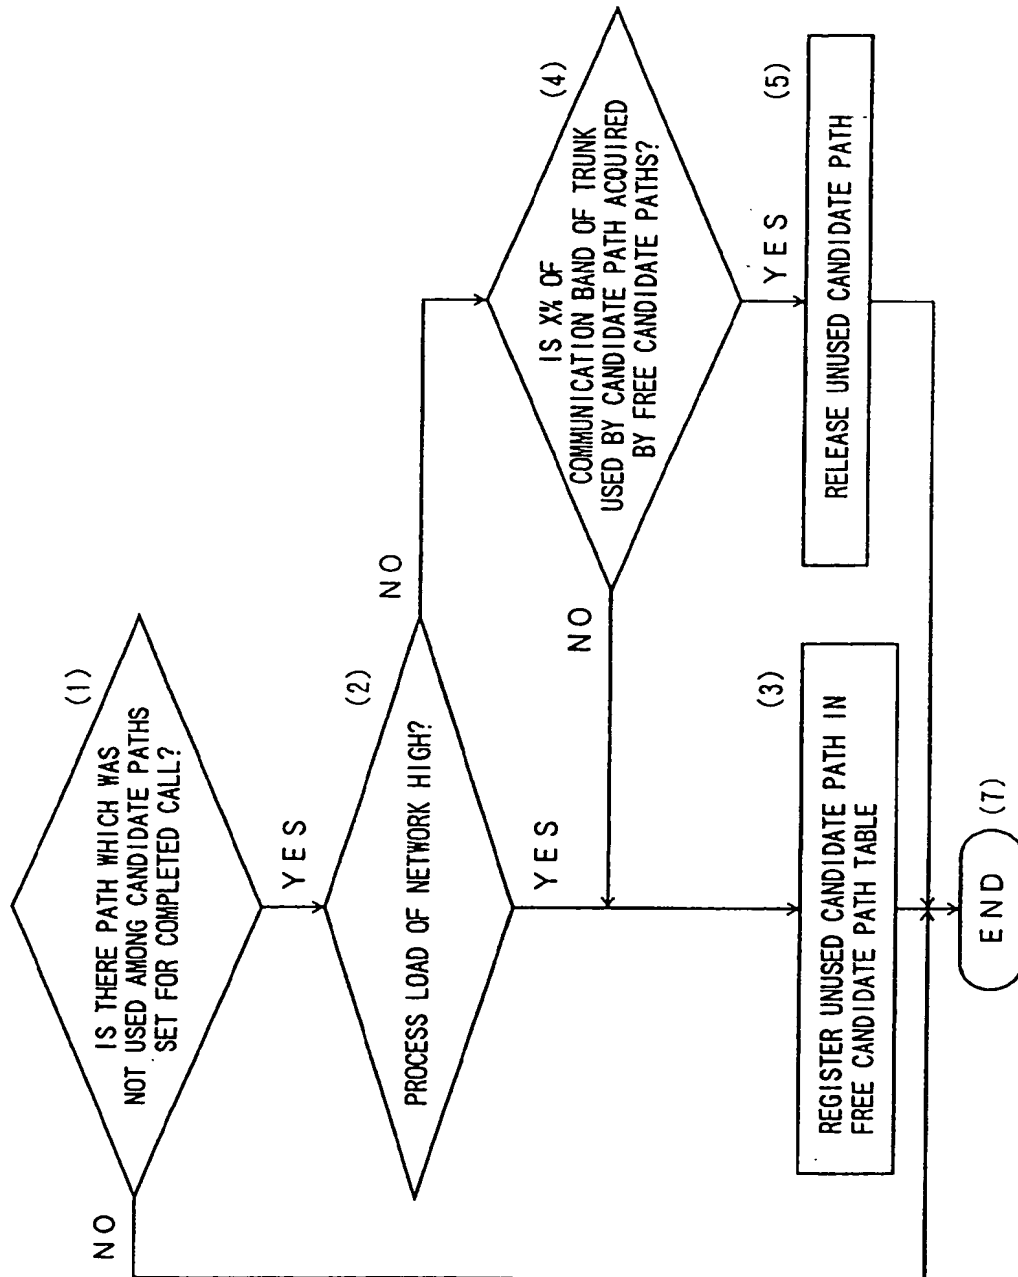 (1)
IS THERE PATH WHICH WAS
NOT USED AMONG CANDIDATE PATHS
SET FOR COMPLETED CALL?
NO
YES
(2)
PROCESS LOAD OF NETWORK HIGH?
NO
YES
(4)
IS X% OF
COMMUNICATION BAND OF TRUNK
USED BY CANDIDATE PATH ACQUIRED
BY FREE CANDIDATE PATHS?
NO
YES
(3)
REGISTER UNUSED CANDIDATE PATH IN
FREE CANDIDATE PATH TABLE
(5)
RELEASE UNUSED CANDIDATE PATH
END
(7)